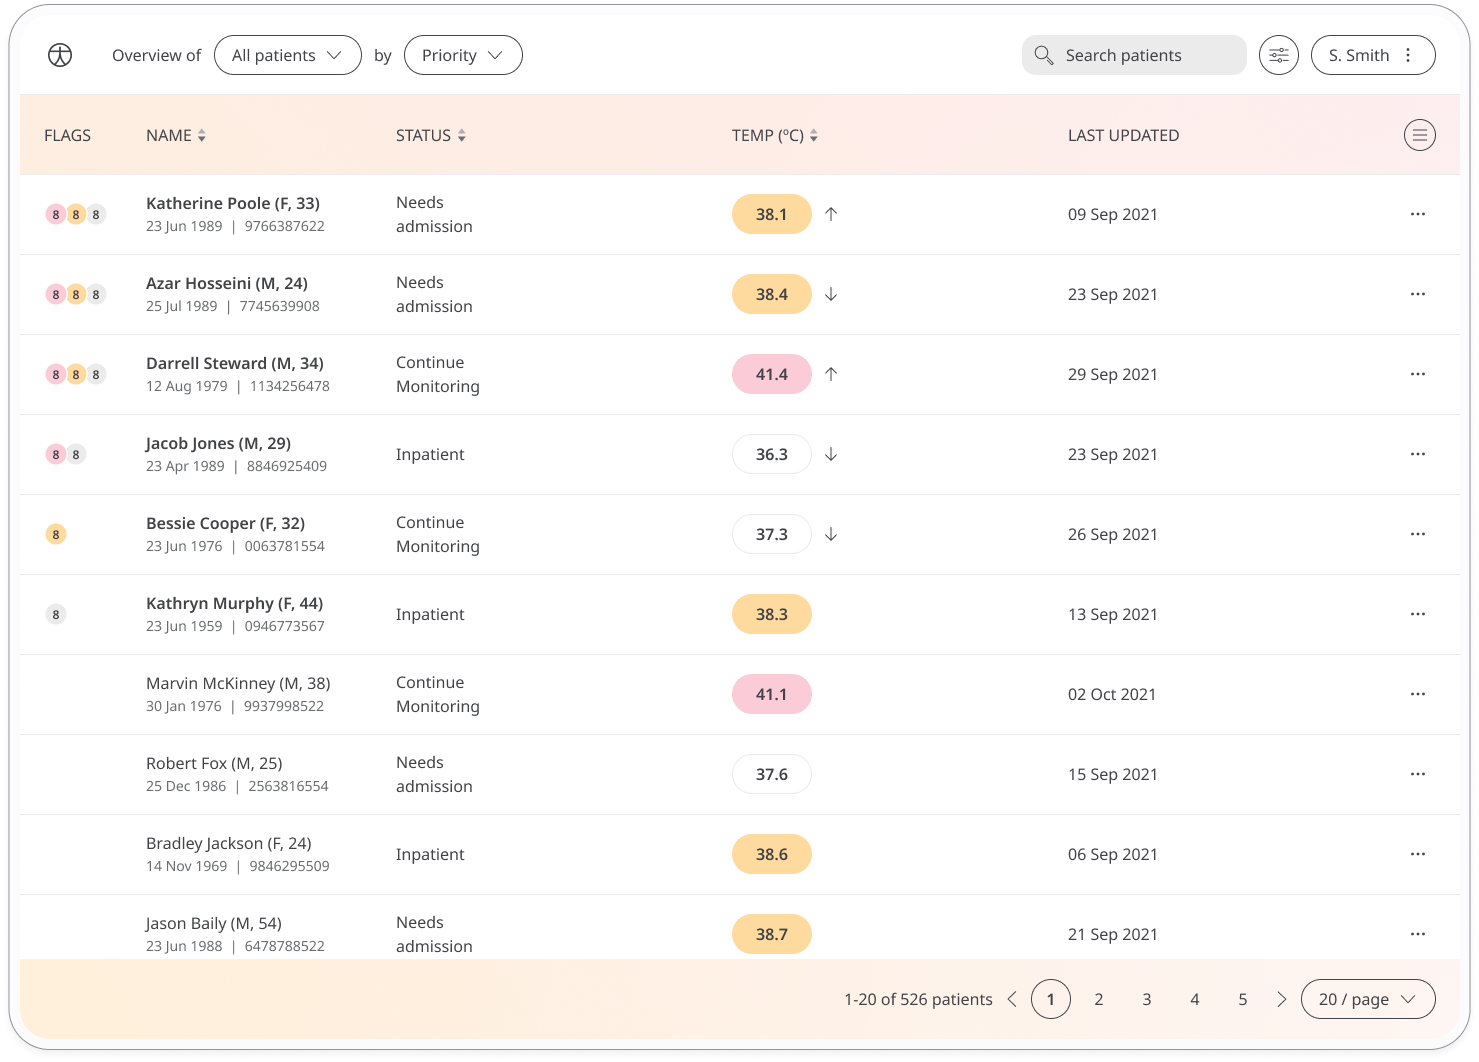 Overview of All patients by Priority Search patients S. Smith
FLAGS NAME STATUS TEMP (ºC) LAST UPDATED
8 8 8 Katherine Poole (F, 33) Needs admission 38.1 ↑ 09 Sep 2021 ...
23 Jun 1989 | 9766387622
8 8 8 Azar Hosseini (M, 24) Needs admission 38.4 ↓ 23 Sep 2021 ...
25 Jul 1989 | 7745639908
8 8 8 Darrell Steward (M, 34) Continue Monitoring 41.4 ↑ 29 Sep 2021 ...
12 Aug 1979 | 1134256478
8 8 Jacob Jones (M, 29) Inpatient 36.3 ↓ 23 Sep 2021 ...
23 Apr 1989 | 8846925409
8 Bessie Cooper (F, 32) Continue Monitoring 37.3 ↓ 26 Sep 2021 ...
23 Jun 1976 | 0063781554
8 Kathryn Murphy (F, 44) Inpatient 38.3 13 Sep 2021 ...
23 Jun 1959 | 0946773567
Marvin McKinney (M, 38) Continue Monitoring 41.1 02 Oct 2021 ...
30 Jan 1976 | 9937998522
Robert Fox (M, 25) Needs admission 37.6 15 Sep 2021 ...
25 Dec 1986 | 2563816554
Bradley Jackson (F, 24) Inpatient 38.6 06 Sep 2021 ...
14 Nov 1969 | 9846295509
Jason Baily (M, 54) Needs admission 38.7 21 Sep 2021 ...
23 Jun 1988 | 6478788522
1-20 of 526 patients < 1 2 3 4 5 > 20 / page